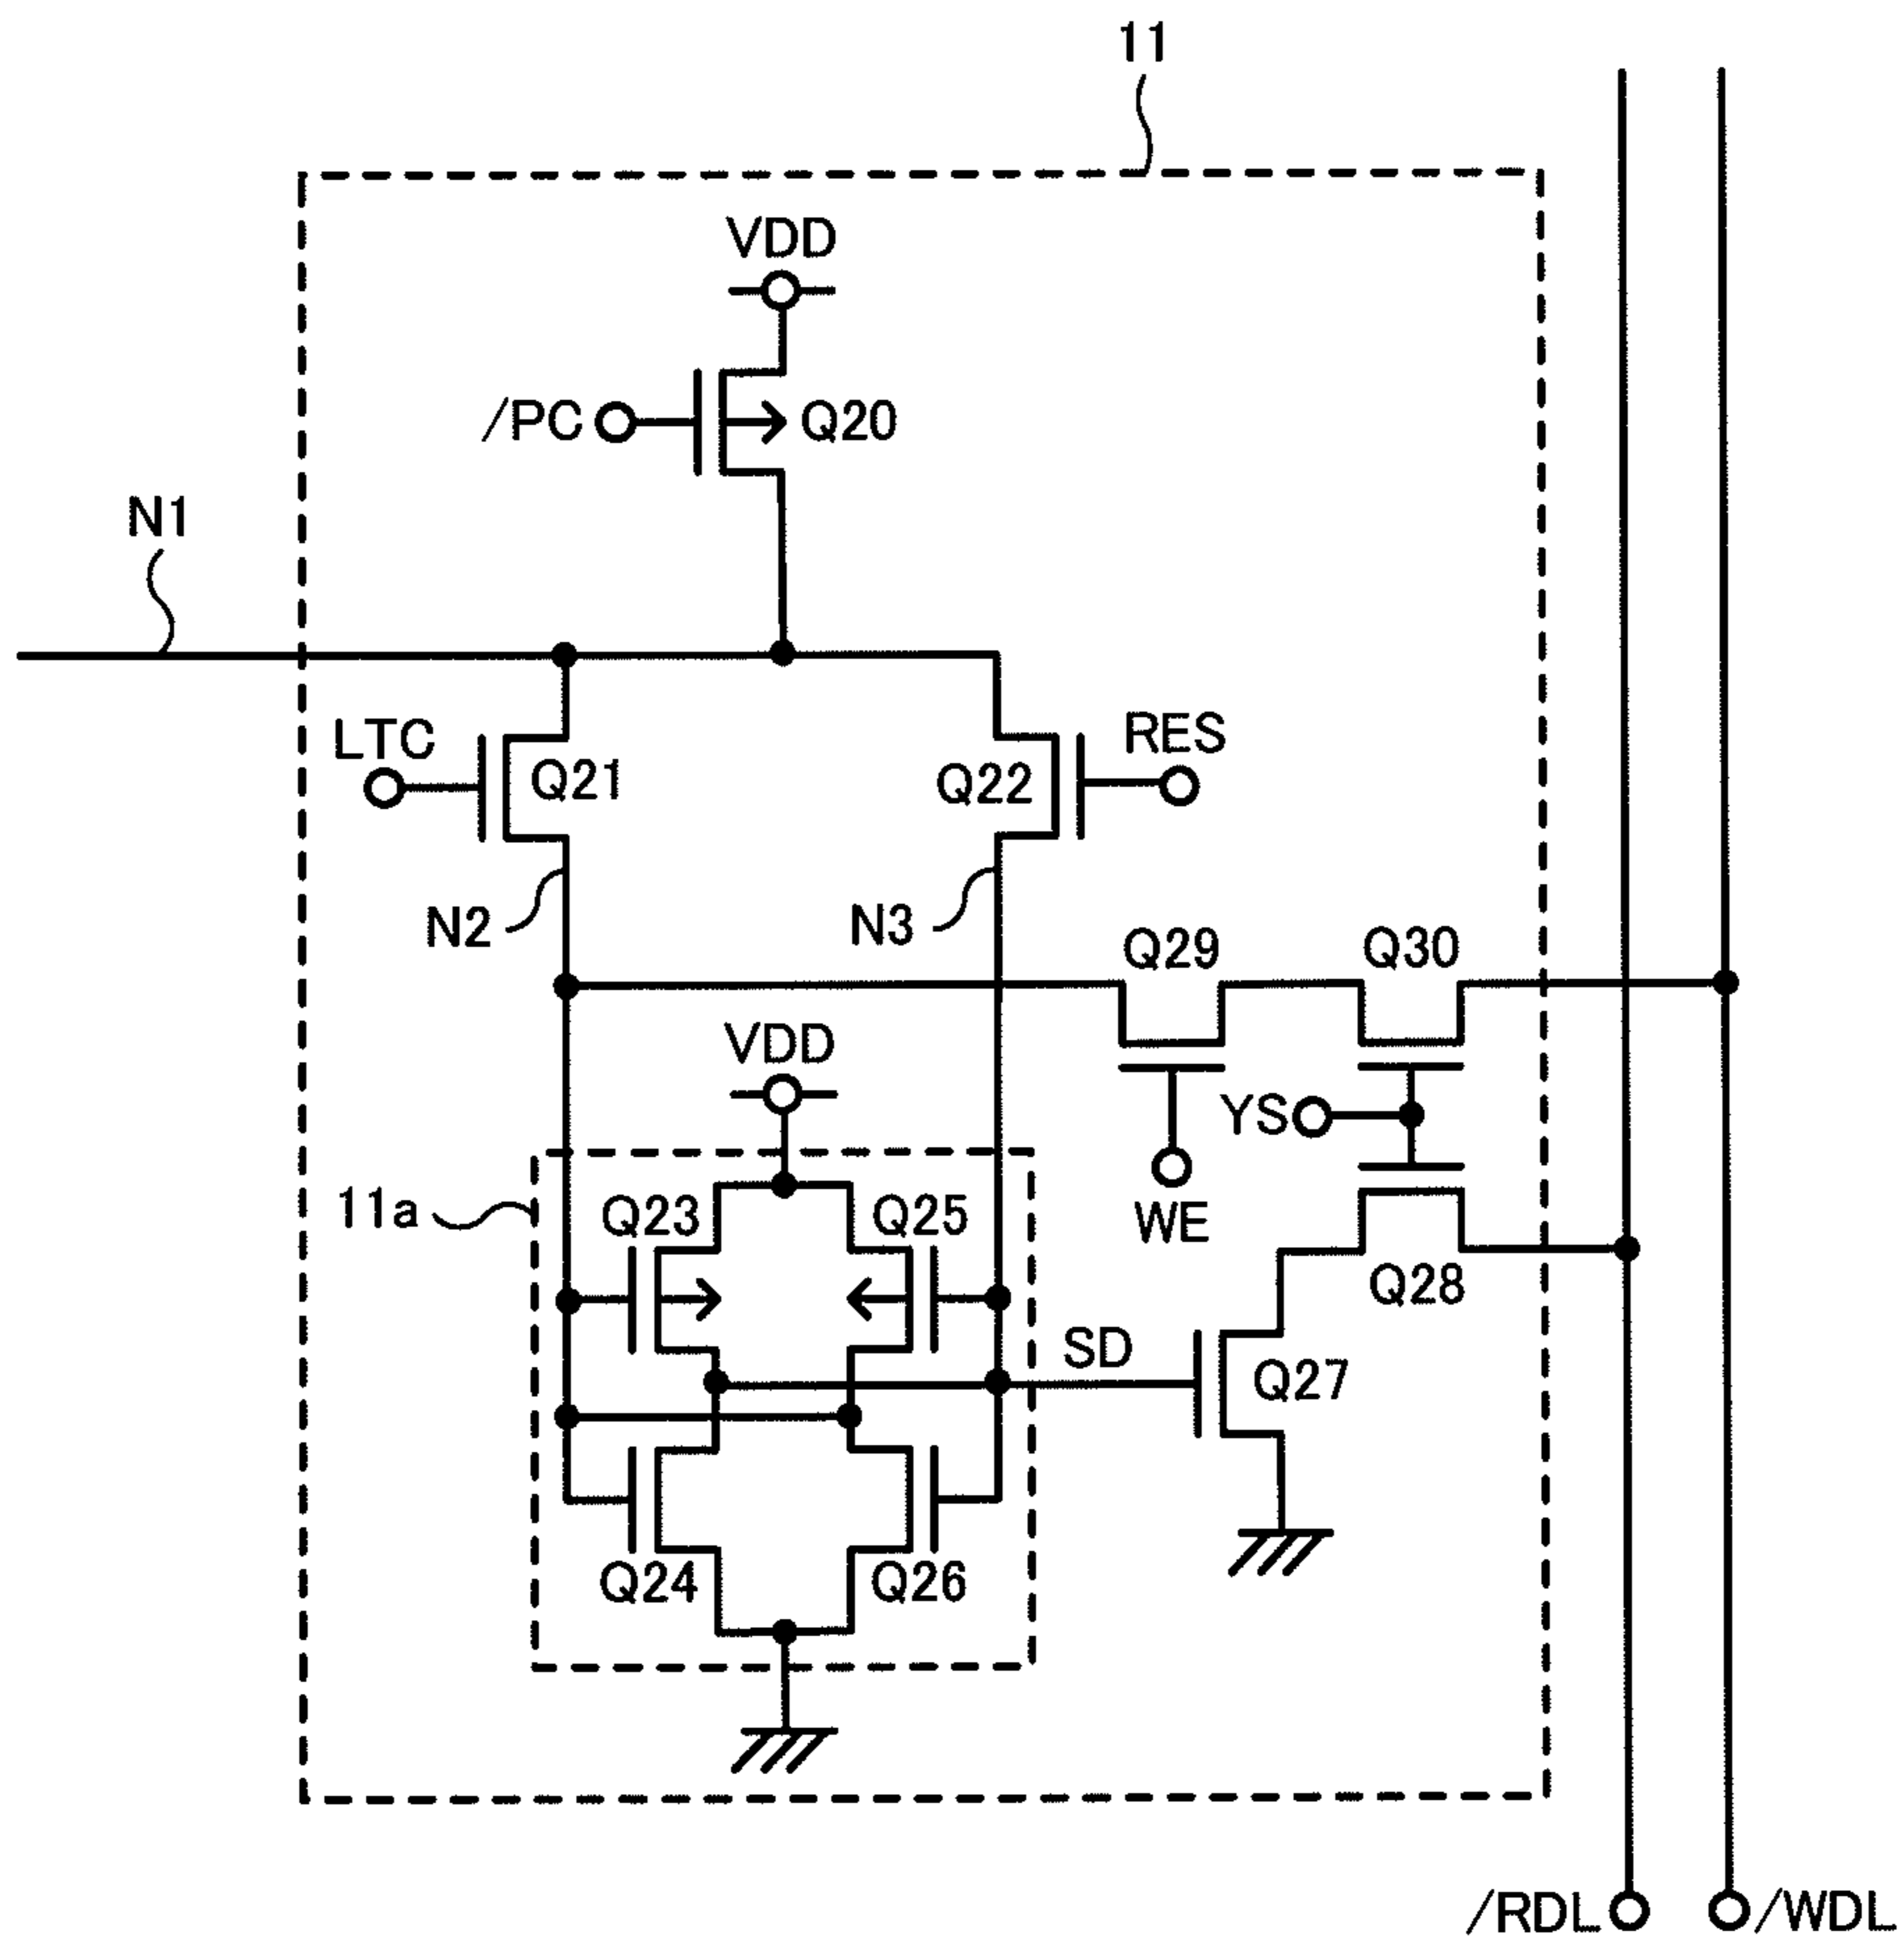 11
VDD
/PC
Q20
N1
LTC
Q21
Q22
RES
N2
N3
Q29
Q30
VDD
YS
11a
Q23
Q25
WE
Q28
SD
Q27
Q24
Q26
/RDL
/WDL